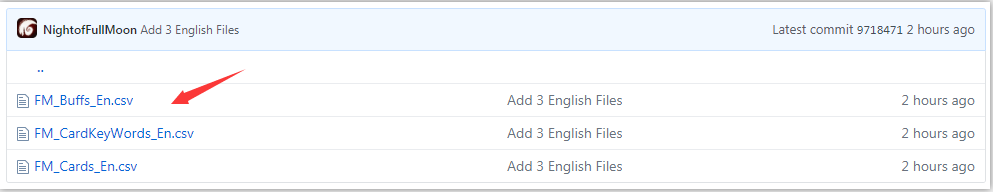 NightofFullMoon Add 3 English Files Latest commit 9718471 2 hours ago
..
FM_Buffs_En.csv Add 3 English Files 2 hours ago
FM_CardKeyWords_En.csv Add 3 English Files 2 hours ago
FM_Cards_En.csv Add 3 English Files 2 hours ago